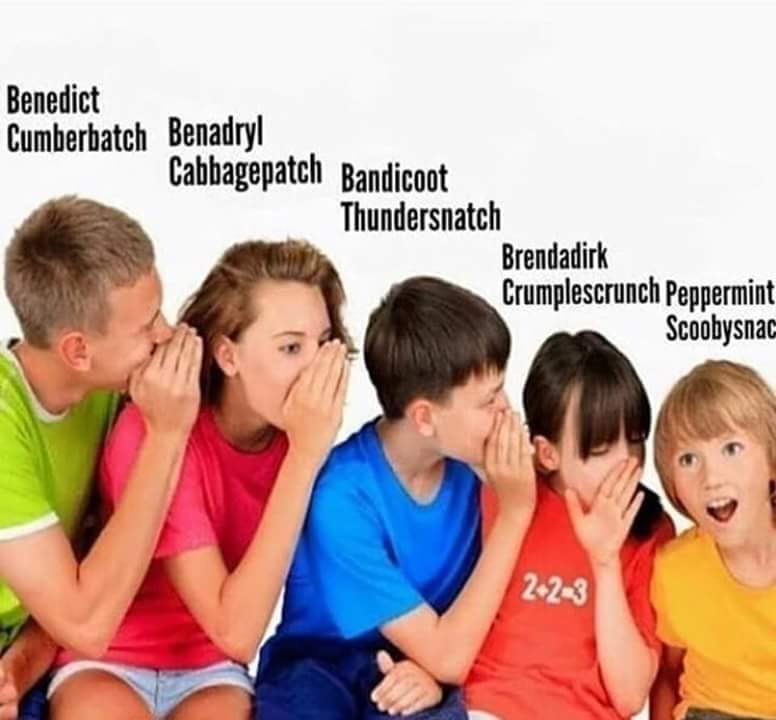 Benedict
Cumberbatch
Benadryl
Cabbagepatch
Bandicoot
Thundersnatch
Brendadirk
Crumplescrunch
Peppermint
Scoobysnac
2+2=3